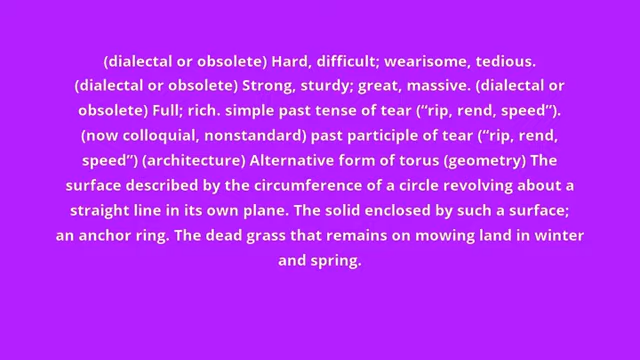 (dialectal or obsolete) Hard, difficult; wearisome, tedious.
(dialectal or obsolete) Strong, sturdy; great, massive. (dialectal or
obsolete) Full; rich. simple past tense of tear (“rip, rend, speed”).
(now colloquial, nonstandard) past participle of tear (“rip, rend,
speed”) (architecture) Alternative form of torus (geometry) The
surface described by the circumference of a circle revolving about a
straight line in its own plane. The solid enclosed by such a surface;
an anchor ring. The dead grass that remains on mowing land in winter
and spring.